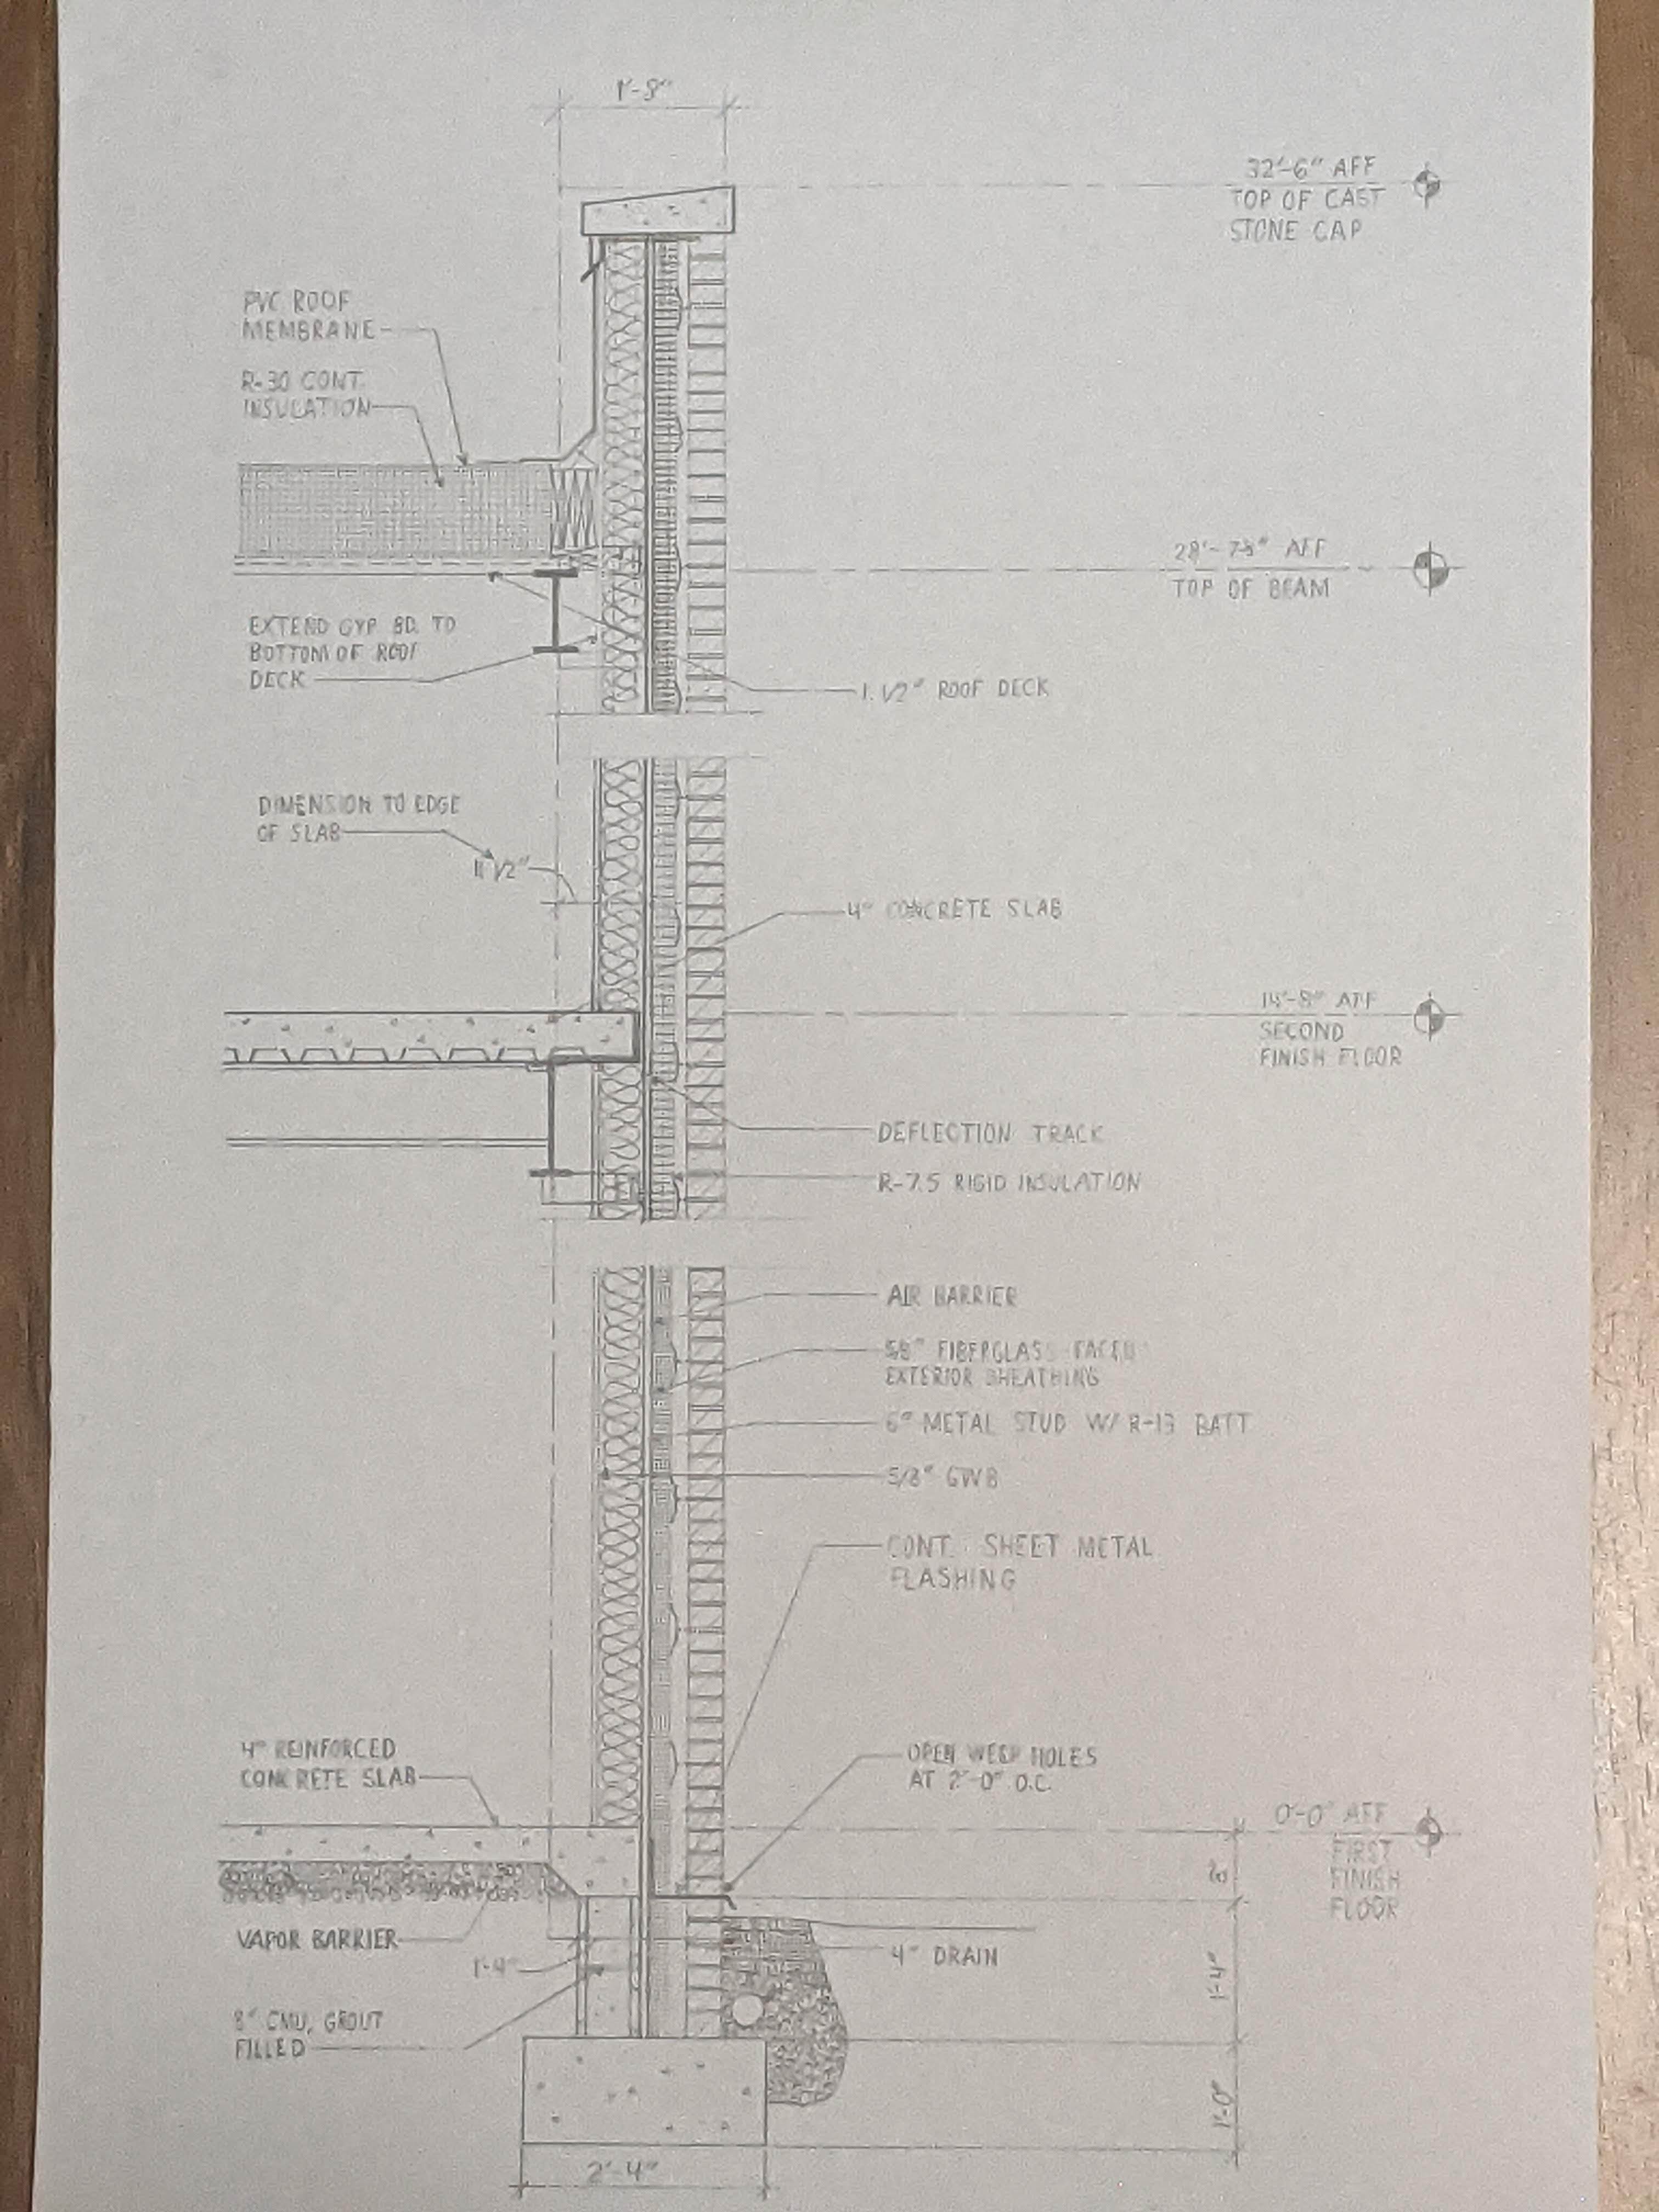 1'-8"
32'-6" AFF
TOP OF CAST
STONE CAP
PVC ROOF
MEMBRANE
R-30 CONT.
INSULATION
AFF
TOP OF BEAM
EXTEND GYP. BD. TO
BOTTOM OF ROOF
DECK
1 1/2" ROOF DECK
DIMENSION TO EDGE
OF SLAB
11 1/2"
4" CONCRETE SLAB
14'-8" AFF
SECOND
FINISH FLOOR
DEFLECTION TRACK
R-7.5 RIGID INSULATION
AIR BARRIER
5/8" FIBERGLASS FACED
EXTERIOR SHEATHING
6" METAL STUD W/ R-13 BATT
5/8" GWB
CONT. SHEET METAL
FLASHING
4" REINFORCED
CONCRETE SLAB
OPEN WEEP HOLES
AT 2'-0" O.C.
0'-0" AFF
FIRST
FINISH
FLOOR
8"
VAPOR BARRIER
1'-4"
4" DRAIN
1'-4"
8" CMU, GROUT
FILLED
1'-0"
2'-4"